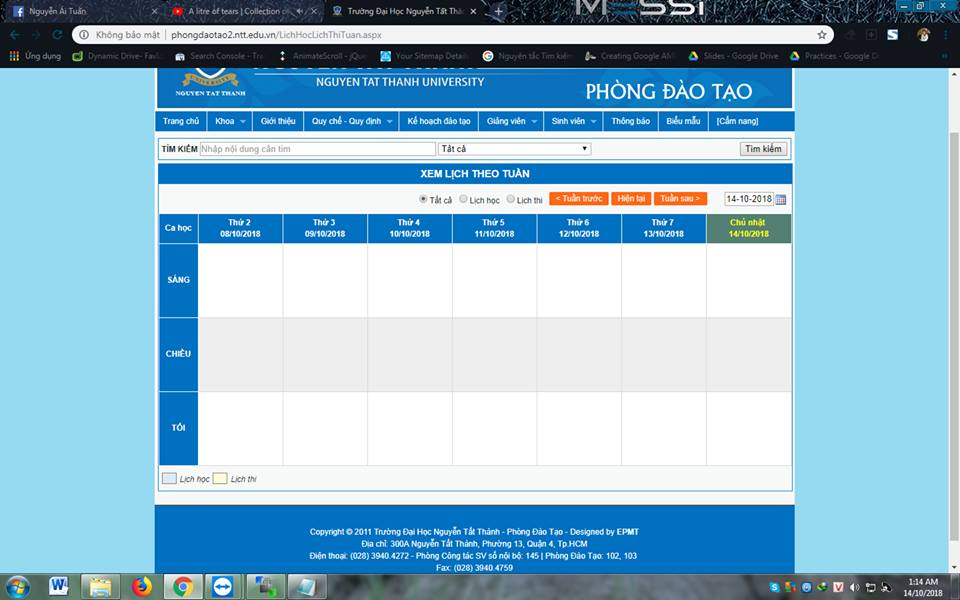 Nguyễn Ái Tuấn
A litre of tears | Collection o
Trường Đại Học Nguyễn Tất Thà
MESSI
Không bảo mật | phongdaotao2.ntt.edu.vn/LichHocLichThiTuan.aspx
Ứng dụng
Dynamic Drive- Favi
Search Console - Tra
AnimateScroll - jQue
Your Sitemap Detail
Nguyên tắc Tìm kiếm
Creating Google AM
Slides - Google Drive
Practices - Google D
UNIVERSITY
NGUYEN TAT THANH
NGUYEN TAT THANH UNIVERSITY
PHÒNG ĐÀO TẠO
Trang chủ
Khoa
Giới thiệu
Quy chế - Quy định
Kế hoạch đào tạo
Giảng viên
Sinh viên
Thông báo
Biểu mẫu
[Cẩm nang]
TÌM KIẾM Nhập nội dung cần tìm
Tất cả
Tìm kiếm
XEM LỊCH THEO TUẦN
Tất cả Lịch học Lịch thi
< Tuần trước
Hiện tại
Tuần sau >
14-10-2018
Ca học
Thứ 2
08/10/2018
Thứ 3
09/10/2018
Thứ 4
10/10/2018
Thứ 5
11/10/2018
Thứ 6
12/10/2018
Thứ 7
13/10/2018
Chủ nhật
14/10/2018
SÁNG
CHIỀU
TỐI
Lịch học Lịch thi
Copyright © 2011 Trường Đại Học Nguyễn Tất Thành - Phòng Đào Tạo - Designed by EPMT
Địa chỉ: 300A Nguyễn Tất Thành, Phường 13, Quận 4, Tp.HCM
Điện thoại: (028) 3940.4272 - Phòng Công tác SV số nội bộ: 145 | Phòng Đào Tạo: 102, 103
Fax: (028) 3940.4759
1:14 AM
14/10/2018